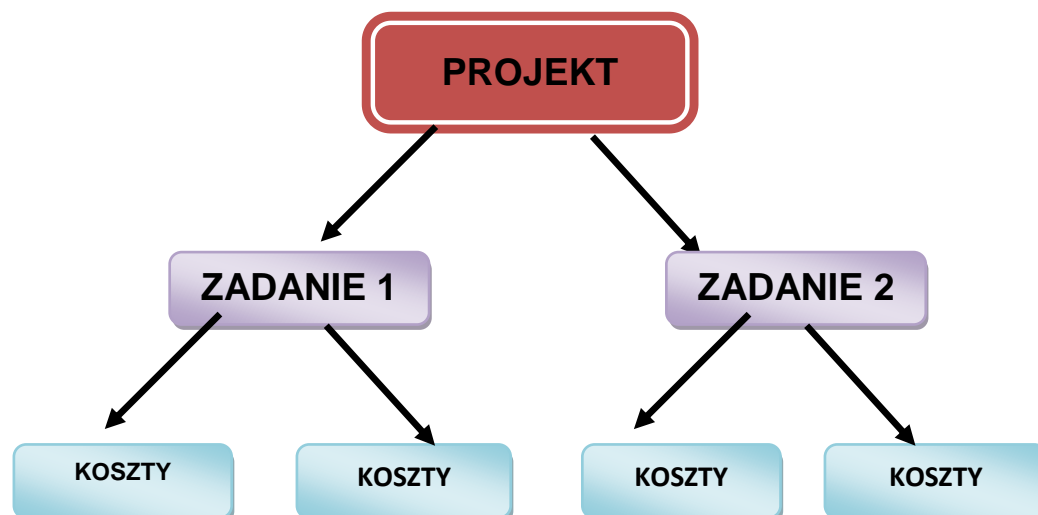 PROJEKT
ZADANIE 1
ZADANIE 2
KOSZTY
KOSZTY
KOSZTY
KOSZTY